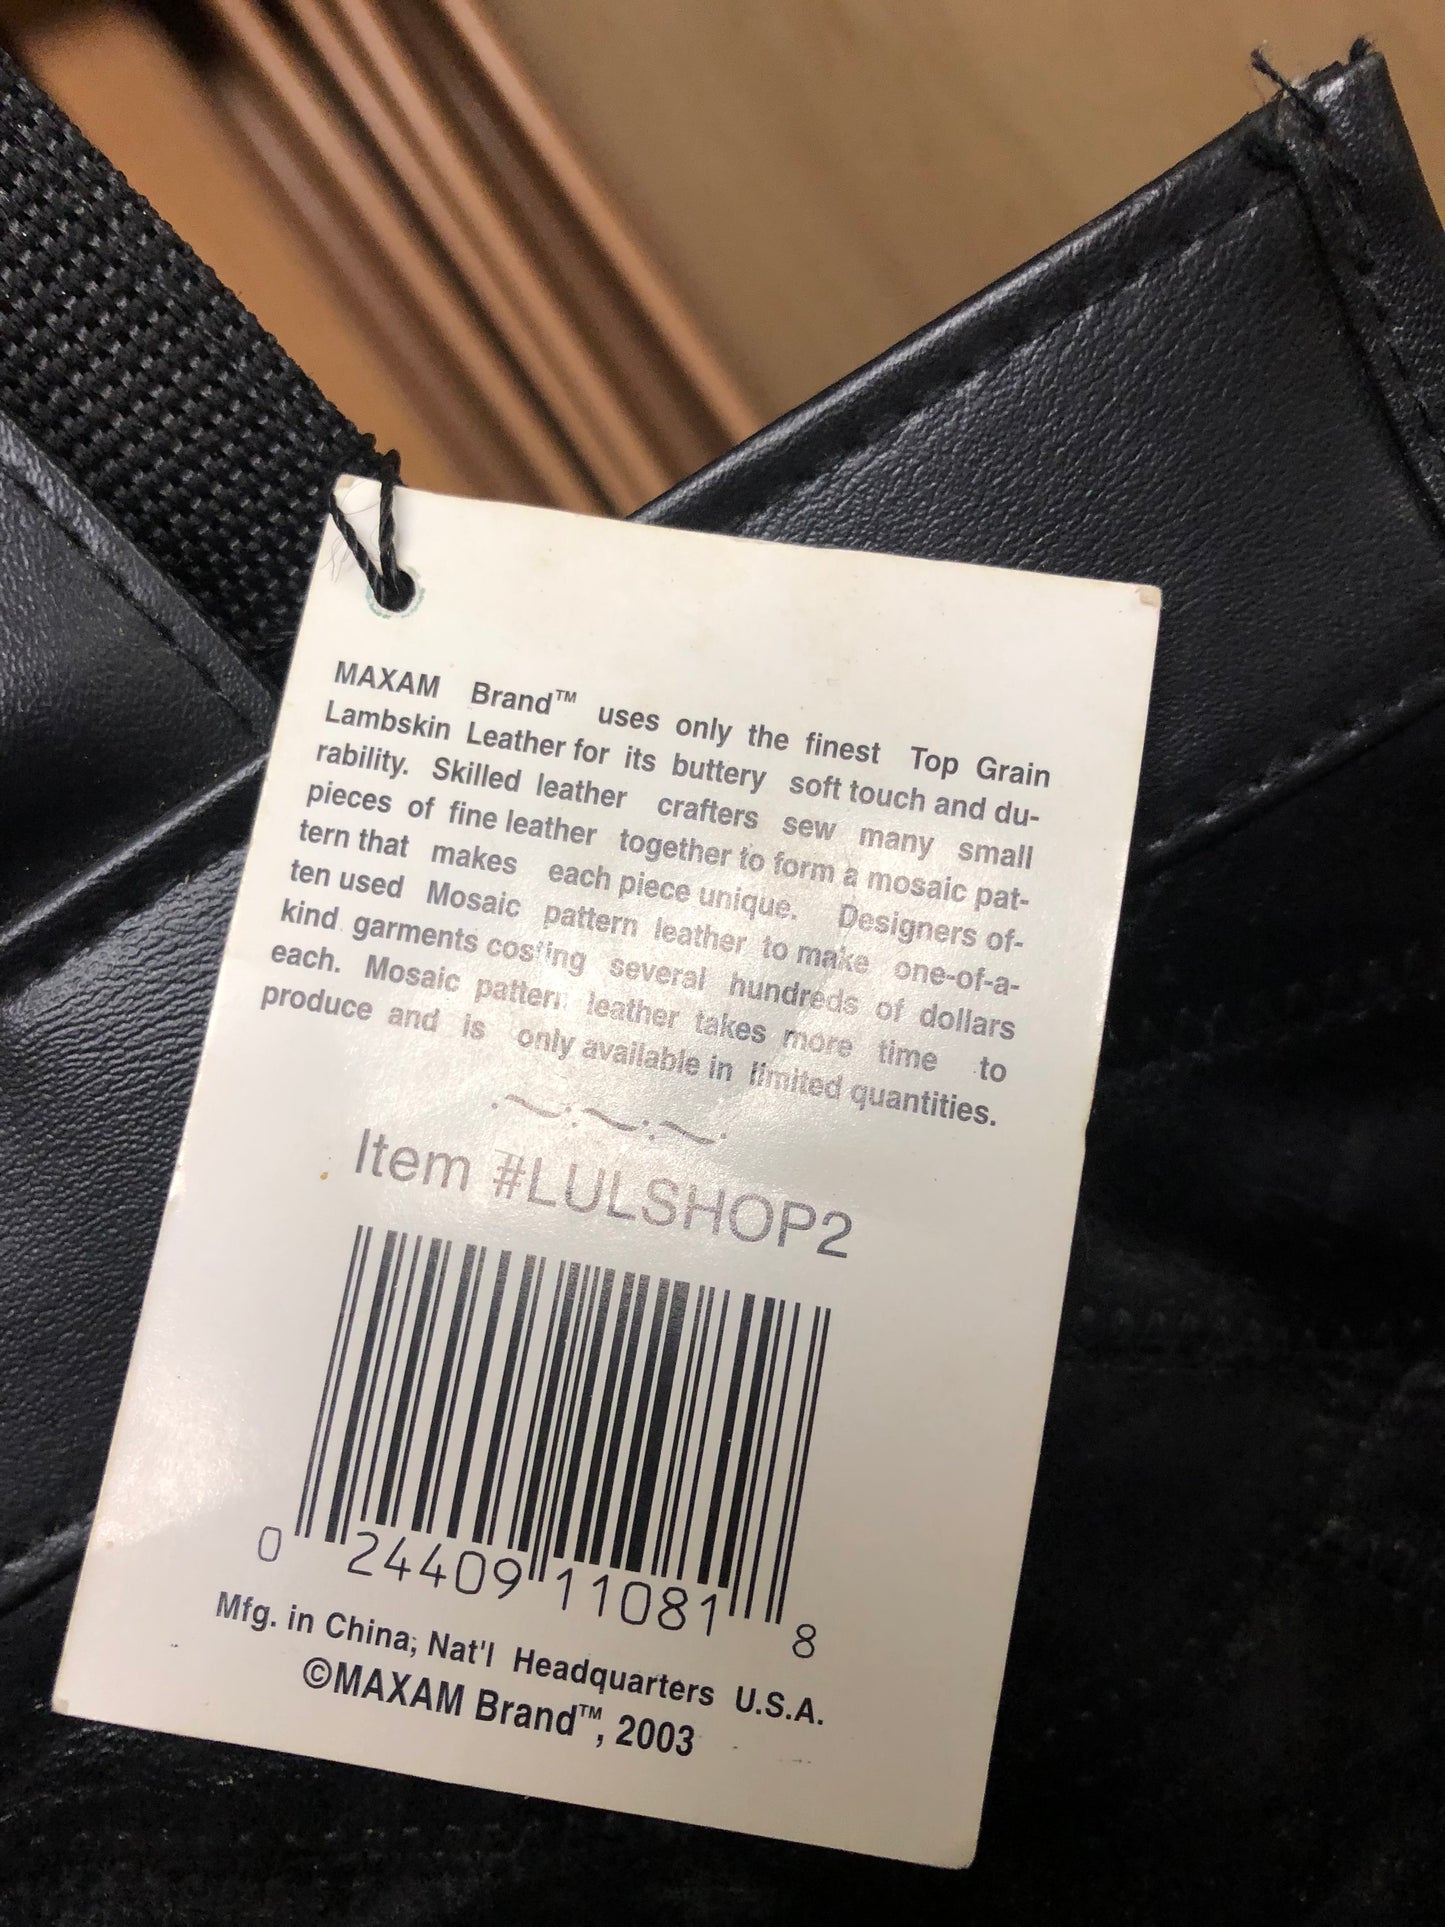 MAXAM Brand™ uses only the finest Top Grain
Lambskin Leather for its buttery soft touch and du-
rability. Skilled leather crafters sew many small
pieces of fine leather together to form a mosaic pat-
tern that makes each piece unique. Designers of-
ten used Mosaic pattern leather to make one-of-a-
kind garments costing several hundreds of dollars
each. Mosaic pattern leather takes more time to
produce and is only available in limited quantities.
Item #LULSHOP2
0 24409 11081 8
Mfg. in China; Nat'l Headquarters U.S.A.
©MAXAM Brand™, 2003